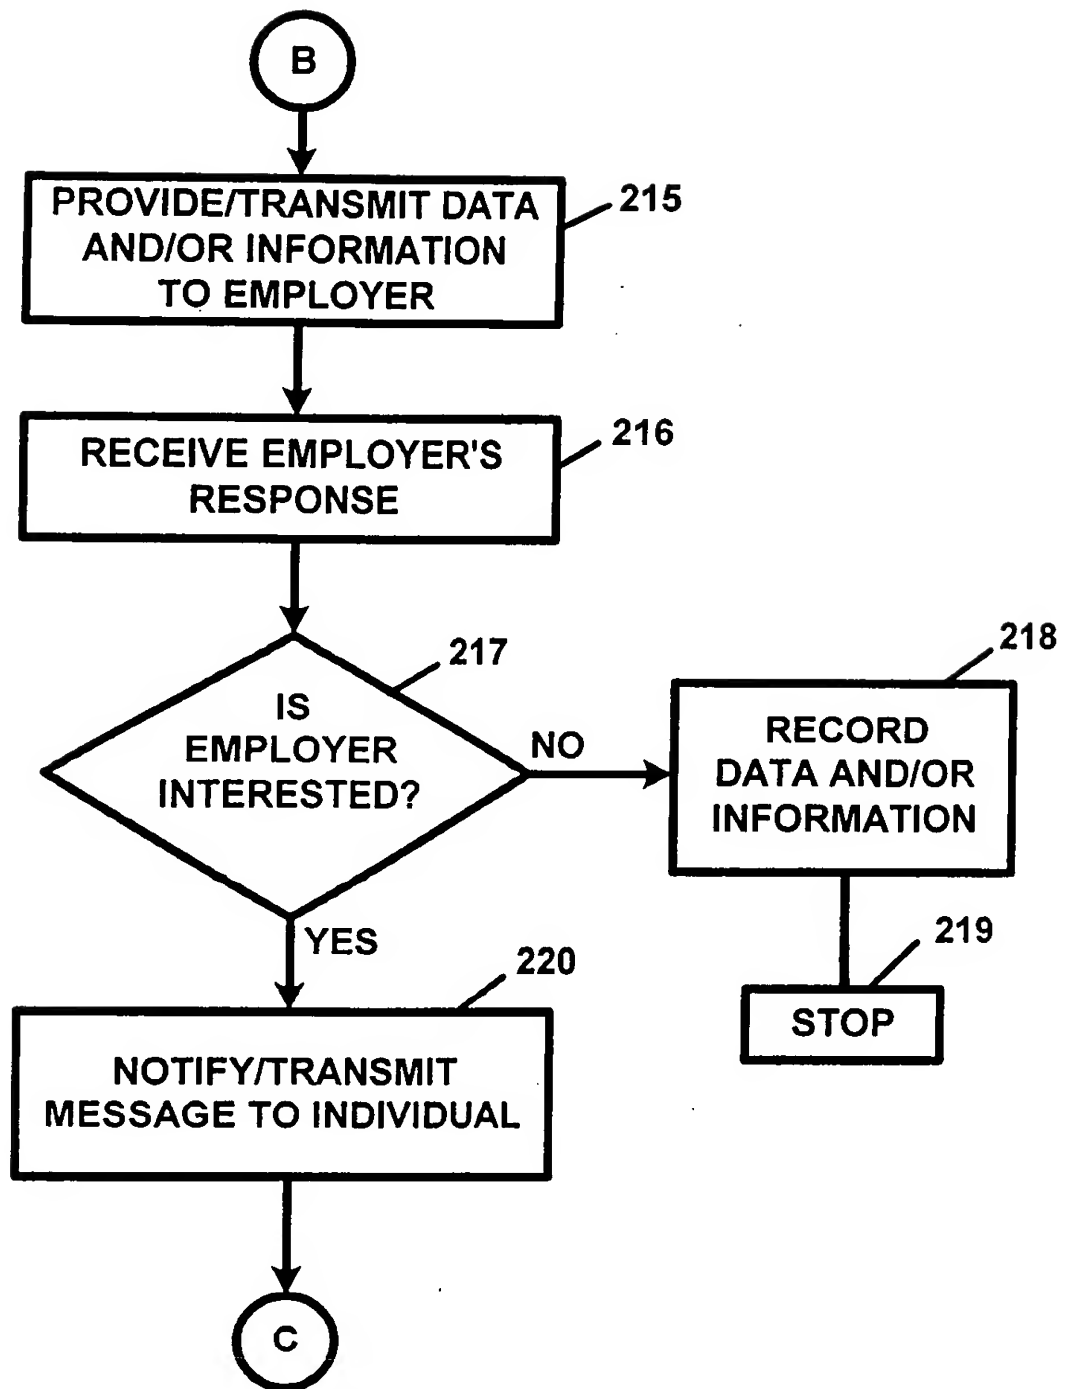 B
PROVIDE/TRANSMIT DATA
AND/OR INFORMATION
TO EMPLOYER
215
RECEIVE EMPLOYER'S
RESPONSE
216
217
IS
EMPLOYER
INTERESTED?
NO
218
RECORD
DATA AND/OR
INFORMATION
YES
219
STOP
220
NOTIFY/TRANSMIT
MESSAGE TO INDIVIDUAL
C